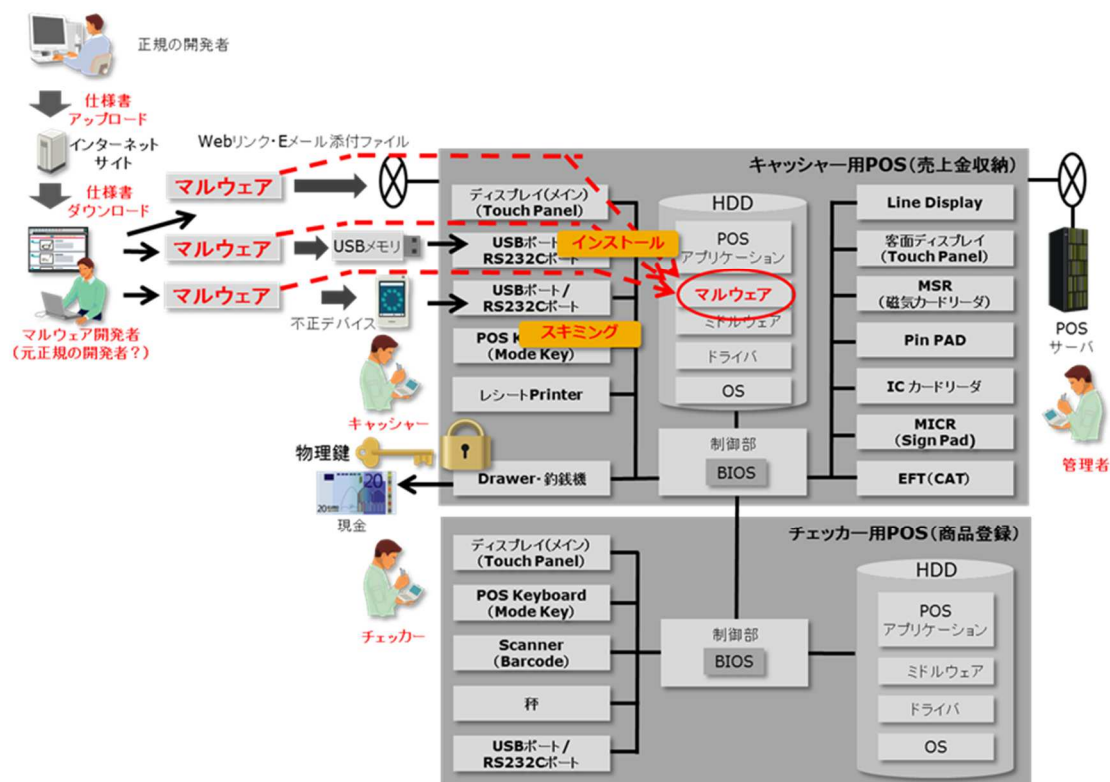 正規の開発者
仕様書
アップロード
インターネット
サイト
仕様書
ダウンロード
マルウェア開発者
(元正規の開発者?)
Webリンク・Eメール添付ファイル
マルウェア
マルウェア
USBメモリ
マルウェア
不正デバイス
キャッシャー
物理鍵
現金
20
チェッカー
キャッシャー用POS(売上金収納)
ディスプレイ(メイン)
(Touch Panel)
USBポート
RS232Cポート
インストール
USBポート/
RS232Cポート
スキミング
POS K
(Mode Key)
レシートPrinter
Drawer・釣銭機
HDD
POS
アプリケーション
マルウェア
ミドルウェア
ドライバ
OS
制御部
BIOS
Line Display
客面ディスプレイ
(Touch Panel)
MSR
(磁気カードリーダ)
Pin PAD
IC カードリーダ
MICR
(Sign Pad)
EFT(CAT)
POS
サーバ
管理者
チェッカー用POS(商品登録)
ディスプレイ(メイン)
(Touch Panel)
POS Keyboard
(Mode Key)
Scanner
(Barcode)
秤
USBポート/
RS232Cポート
制御部
BIOS
HDD
POS
アプリケーション
ミドルウェア
ドライバ
OS